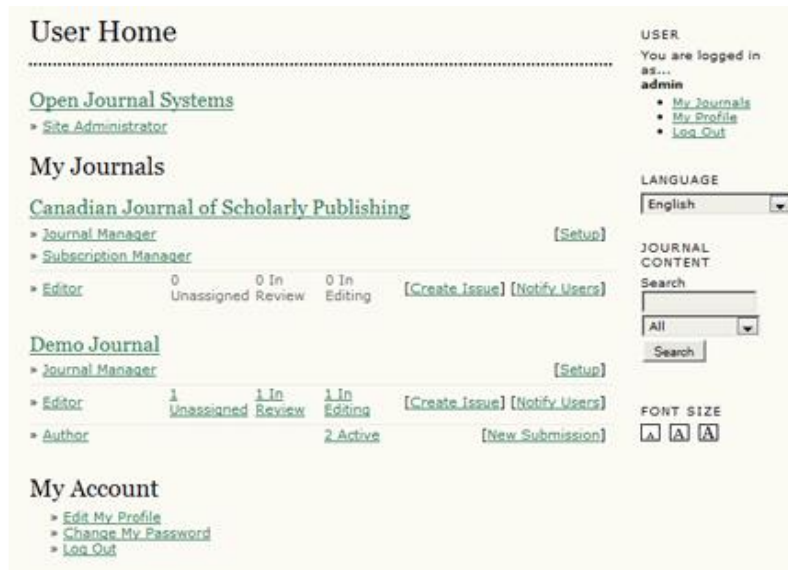 User Home
Open Journal Systems
» Site Administrator
My Journals
Canadian Journal of Scholarly Publishing
» Journal Manager [Setup]
» Subscription Manager
» Editor 0 Unassigned 0 In Review 0 In Editing [Create Issue] [Notify Users]
Demo Journal
» Journal Manager [Setup]
» Editor 1 Unassigned 1 In Review 1 In Editing [Create Issue] [Notify Users]
» Author 2 Active [New Submission]
My Account
» Edit My Profile
» Change My Password
» Log Out
USER
You are logged in
as...
admin
• My Journals
• My Profile
• Log Out
LANGUAGE
English
JOURNAL
CONTENT
Search
All
Search
FONT SIZE
A A A